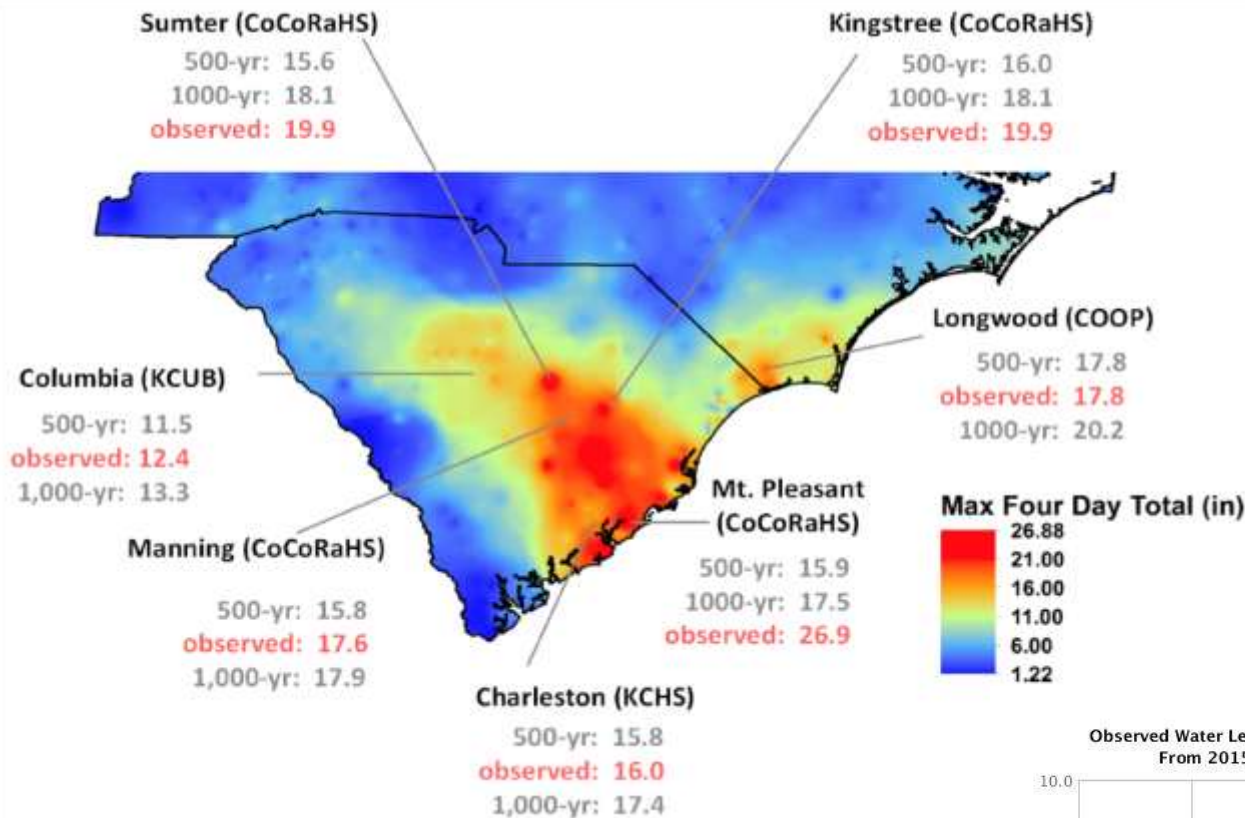 Sumter (CoCoRaHS)
500-yr: 15.6
1000-yr: 18.1
observed: 19.9
Kingstree (CoCoRaHS)
500-yr: 16.0
1000-yr: 18.1
observed: 19.9
Longwood (COOP)
500-yr: 17.8
observed: 17.8
1000-yr: 20.2
Columbia (KCUB)
500-yr: 11.5
observed: 12.4
1,000-yr: 13.3
Manning (CoCoRaHS)
500-yr: 15.8
observed: 17.6
1,000-yr: 17.9
Mt. Pleasant
(CoCoRaHS)
500-yr: 15.9
1000-yr: 17.5
observed: 26.9
Charleston (KCHS)
500-yr: 15.8
observed: 16.0
1,000-yr: 17.4
Max Four Day Total (in)
26.88
21.00
16.00
11.00
6.00
1.22
Observed Water Le
From 2015
10.0